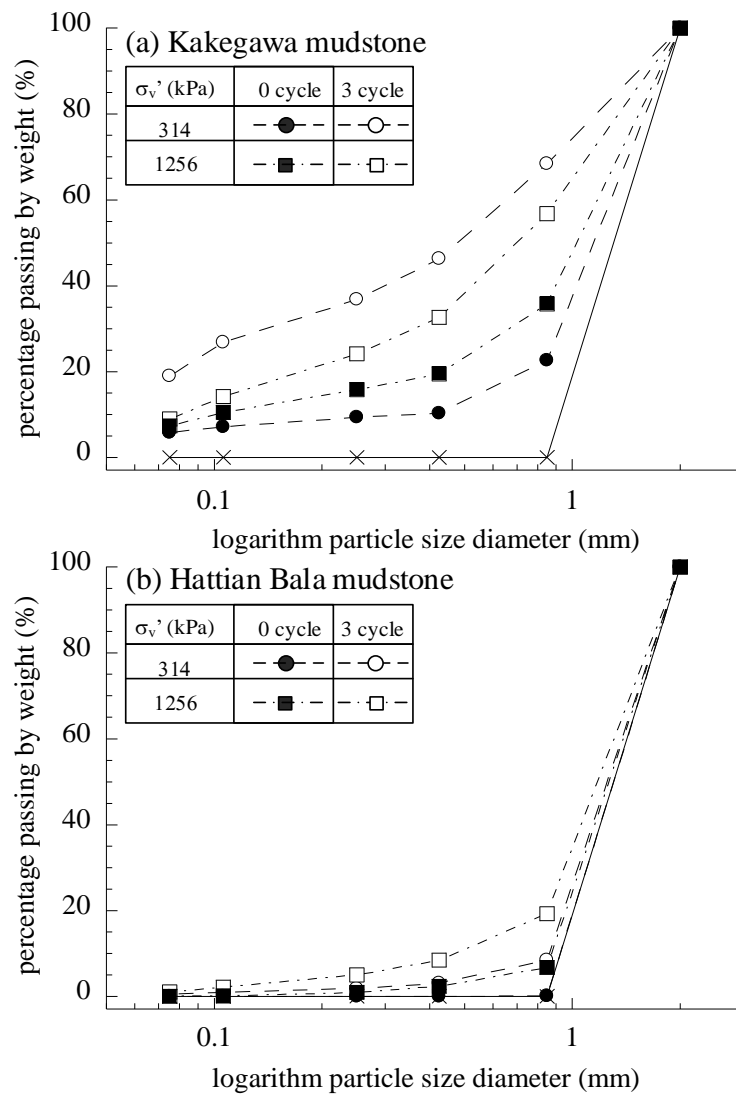 (a) Kakegawa mudstone
σv' (kPa) 0 cycle 3 cycle
314
1256
100
80
60
40
20
0
percentage passing by weight (%)
0.1 1
logarithm particle size diameter (mm)
(b) Hattian Bala mudstone
σv' (kPa) 0 cycle 3 cycle
314
1256
100
80
60
40
20
0
percentage passing by weight (%)
0.1 1
logarithm particle size diameter (mm)